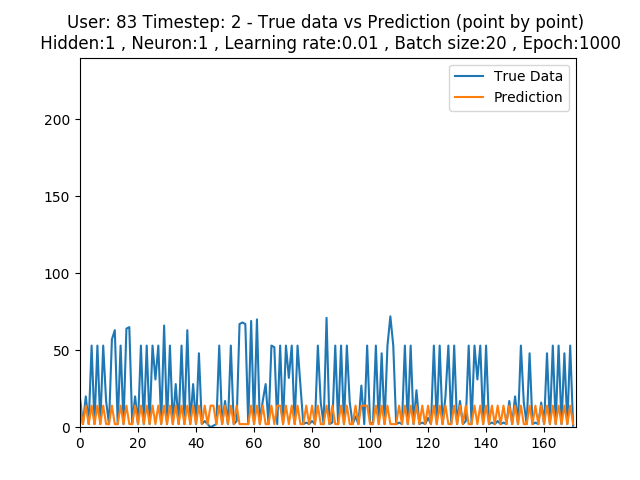 User: 83 Timestep: 2 - True data vs Prediction (point by point)
Hidden:1 , Neuron:1 , Learning rate:0.01 , Batch size:20 , Epoch:1000
True Data
Prediction
200
150
100
50
0
0 20 40 60 80 100 120 140 160